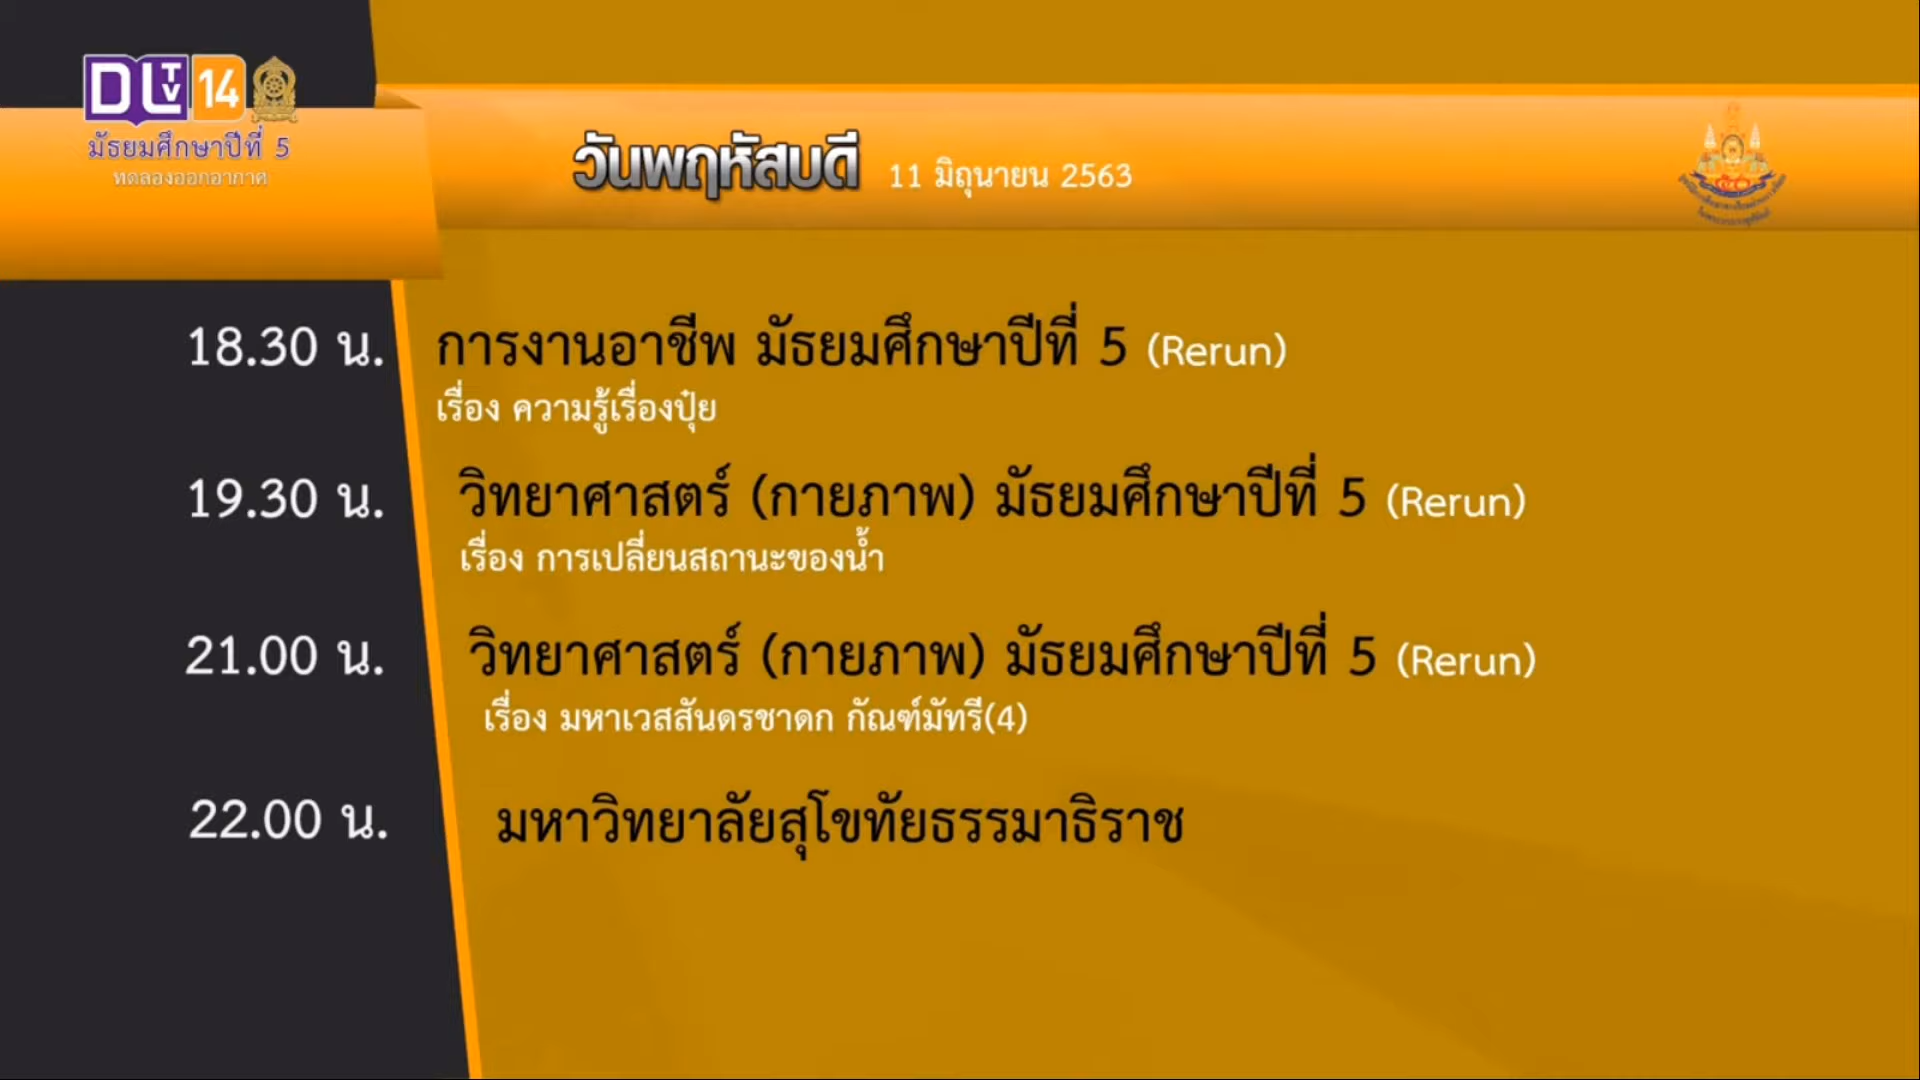 DLTV 14
มัธยมศึกษาปีที่ 5
ทดลองออกอากาศ
วันพฤหัสบดี 11 มิถุนายน 2563
18.30 น. การงานอาชีพ มัธยมศึกษาปีที่ 5 (Rerun)
เรื่อง ความรู้เรื่องปุ๋ย
19.30 น. วิทยาศาสตร์ (กายภาพ) มัธยมศึกษาปีที่ 5 (Rerun)
เรื่อง การเปลี่ยนสถานะของน้ำ
21.00 น. วิทยาศาสตร์ (กายภาพ) มัธยมศึกษาปีที่ 5 (Rerun)
เรื่อง มหาเวสสันดรชาดก กัณฑ์มัทรี(4)
22.00 น. มหาวิทยาลัยสุโขทัยธรรมาธิราช